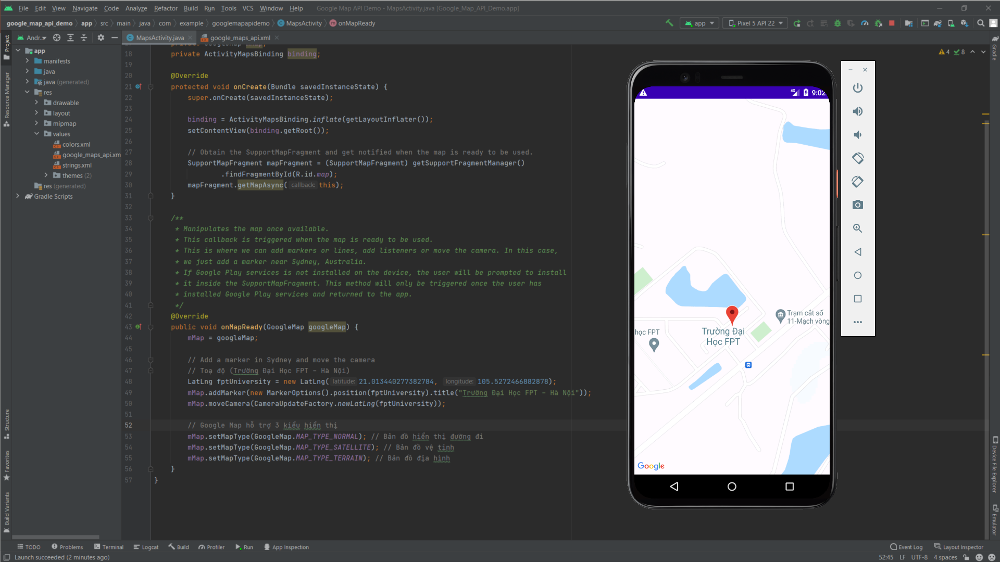 File Edit View Navigate Code Analyze Refactor Build Run Tools VCS Window Help Google Map API Demo - MapsActivity.java [Google_Map_API_Demo.app]
google_map_api_demo app src main java com example googlemapapidemo MapsActivity onMapReady app Pixel 5 API 22
Andr... MapsActivity.java google_maps_api.xml
Project
Resource Manager
Structure
Favorites
Build Variants
app
manifests
java
java (generated)
res
drawable
layout
mipmap
values
colors.xml
google_maps_api.xm
strings.xml
themes (2)
res (generated)
Gradle Scripts
4 8
18 private ActivityMapsBinding binding;
19
20 @Override
21 protected void onCreate(Bundle savedInstanceState) {
22 super.onCreate(savedInstanceState);
23
24 binding = ActivityMapsBinding.inflate(getLayoutInflater());
25 setContentView(binding.getRoot());
26
27 // Obtain the SupportMapFragment and get notified when the map is ready to be used.
28 SupportMapFragment mapFragment = (SupportMapFragment) getSupportFragmentManager()
29 .findFragmentById(R.id.map);
30 mapFragment.getMapAsync( callback: this);
31 }
32
33 /**
34 * Manipulates the map once available.
35 * This callback is triggered when the map is ready to be used.
36 * This is where we can add markers or lines, add listeners or move the camera. In this case,
37 * we just add a marker near Sydney, Australia.
38 * If Google Play services is not installed on the device, the user will be prompted to install
39 * it inside the SupportMapFragment. This method will only be triggered once the user has
40 * installed Google Play services and returned to the app.
41 */
42 @Override
43 public void onMapReady(GoogleMap googleMap) {
44 mMap = googleMap;
45
46 // Add a marker in Sydney and move the camera
47 // Toạ độ (Trường Đại Học FPT - Hà Nội)
48 LatLng fptUniversity = new LatLng( latitude: 21.013440277382784, longitude: 105.5272466882878);
49 mMap.addMarker(new MarkerOptions().position(fptUniversity).title("Trường Đại Học FPT - Hà Nội"));
50 mMap.moveCamera(CameraUpdateFactory.newLatLng(fptUniversity));
51
52 // Google Map hỗ trợ 3 kiểu hiển thị
53 mMap.setMapType(GoogleMap.MAP_TYPE_NORMAL); // Bản đồ hiển thị đường đi
54 mMap.setMapType(GoogleMap.MAP_TYPE_SATELLITE); // Bản đồ vệ tinh
55 mMap.setMapType(GoogleMap.MAP_TYPE_TERRAIN); // Bản đồ địa hình
56 }
57 }
4G 9:02
Trạm cắt số
11-Mạch vòng
học FPT
Trường Đại
Học FPT
Google
Gradle
Device File Explorer
Emulator
TODO Problems Terminal Logcat Build Profiler Run App Inspection Event Log Layout Inspector
Launch succeeded (2 minutes ago) 52:45 LF UTF-8 4 spaces